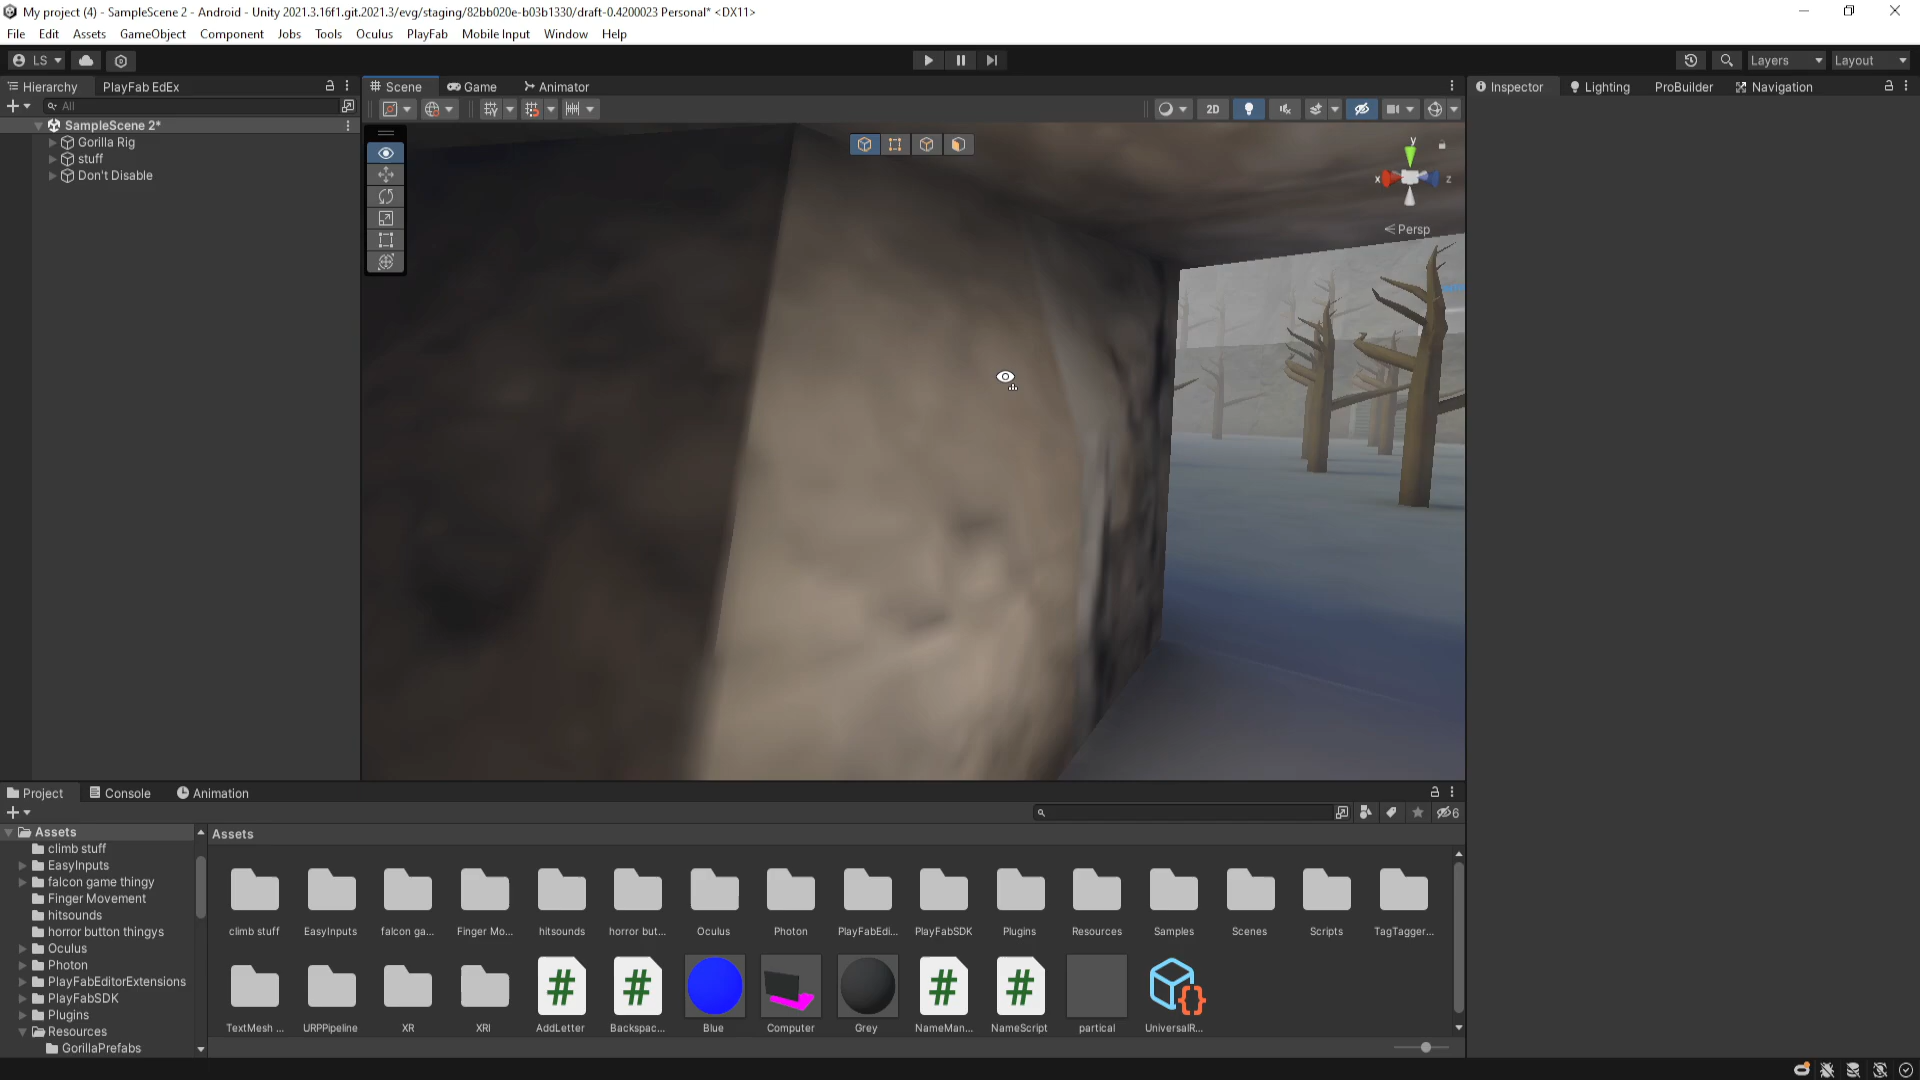 My project (4) - SampleScene 2 - Android - Unity 2021.3.16f1.git.2021.3/evg/staging/82bb020e-b03b1330/draft-0.4200023 Personal* <DX11>
File Edit Assets GameObject Component Jobs Tools Oculus PlayFab Mobile Input Window Help
LS Layers Layout
Hierarchy PlayFab EdEx Scene Game Animator Inspector Lighting ProBuilder Navigation
All 2D
SampleScene 2*
Gorilla Rig
stuff
Don't Disable
y
x z
Persp
Project Console Animation
6
Assets
climb stuff
EasyInputs
falcon game thingy
Finger Movement
hitsounds
horror button thingys
Oculus
Photon
PlayFabEditorExtensions
PlayFabSDK
Plugins
Resources
GorillaPrefabs
Assets
climb stuff EasyInputs falcon ga... Finger Mo... hitsounds horror but... Oculus Photon PlayFabEdi... PlayFabSDK Plugins Resources Samples Scenes Scripts TagTagger...
TextMesh ... URPPipeline XR XRI AddLetter Backspac... Blue Computer Grey NameMan... NameScript partical UniversalR...